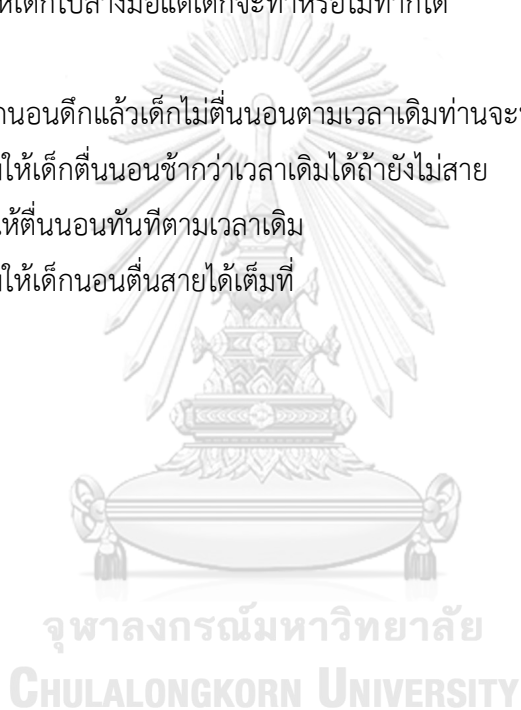 ให้เด็กไปล้างมือแต่เด็กจะทำหรือไม่ทำก็ได้
นอนดึกแล้วเด็กไม่ตื่นนอนตามเวลาเดิมท่านจะ
ให้เด็กตื่นนอนช้ากว่าเวลาเดิมได้ถ้ายังไม่สาย
ให้ตื่นนอนทันทีตามเวลาเดิม
ให้เด็กนอนตื่นสายได้เต็มที่
จุฬาลงกรณ์มหาวิทยาลัย
CHULALONGKORN UNIVERSITY